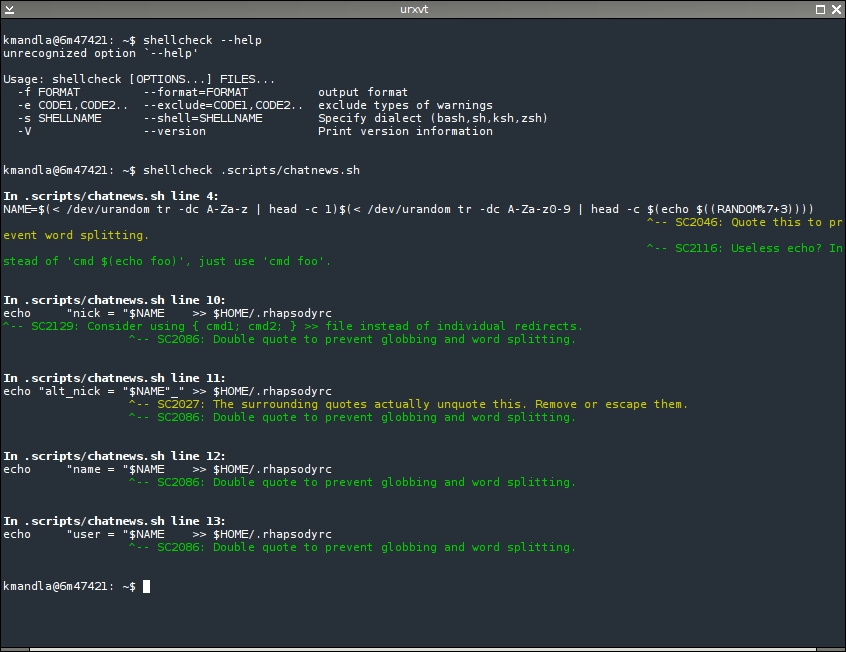 urxvt
kmandla@6m47421: ~$ shellcheck --help
unrecognized option `--help'
Usage: shellcheck [OPTIONS...] FILES...
  -f FORMAT         --format=FORMAT          output format
  -e CODE1,CODE2..  --exclude=CODE1,CODE2..  exclude types of warnings
  -s SHELLNAME      --shell=SHELLNAME        Specify dialect (bash,sh,ksh,zsh)
  -V                --version                Print version information
kmandla@6m47421: ~$ shellcheck .scripts/chatnews.sh
In .scripts/chatnews.sh line 4:
NAME=$(< /dev/urandom tr -dc A-Za-z | head -c 1)$(< /dev/urandom tr -dc A-Za-z0-9 | head -c $(echo $((RANDOM%7+3))))
^-- SC2046: Quote this to pr
event word splitting.
^-- SC2116: Useless echo? In
stead of 'cmd $(echo foo)', just use 'cmd foo'.
In .scripts/chatnews.sh line 10:
echo     "nick = "$NAME    >> $HOME/.rhapsodyrc
^-- SC2129: Consider using { cmd1; cmd2; } >> file instead of individual redirects.
^-- SC2086: Double quote to prevent globbing and word splitting.
In .scripts/chatnews.sh line 11:
echo "alt_nick = "$NAME"_" >> $HOME/.rhapsodyrc
^-- SC2027: The surrounding quotes actually unquote this. Remove or escape them.
^-- SC2086: Double quote to prevent globbing and word splitting.
In .scripts/chatnews.sh line 12:
echo     "name = "$NAME    >> $HOME/.rhapsodyrc
^-- SC2086: Double quote to prevent globbing and word splitting.
In .scripts/chatnews.sh line 13:
echo     "user = "$NAME    >> $HOME/.rhapsodyrc
^-- SC2086: Double quote to prevent globbing and word splitting.
kmandla@6m47421: ~$